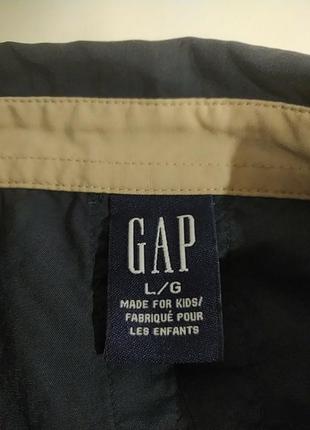 GAP
L/G
MADE FOR KIDS/
FABRIQUÉ POUR
LES ENFANTS